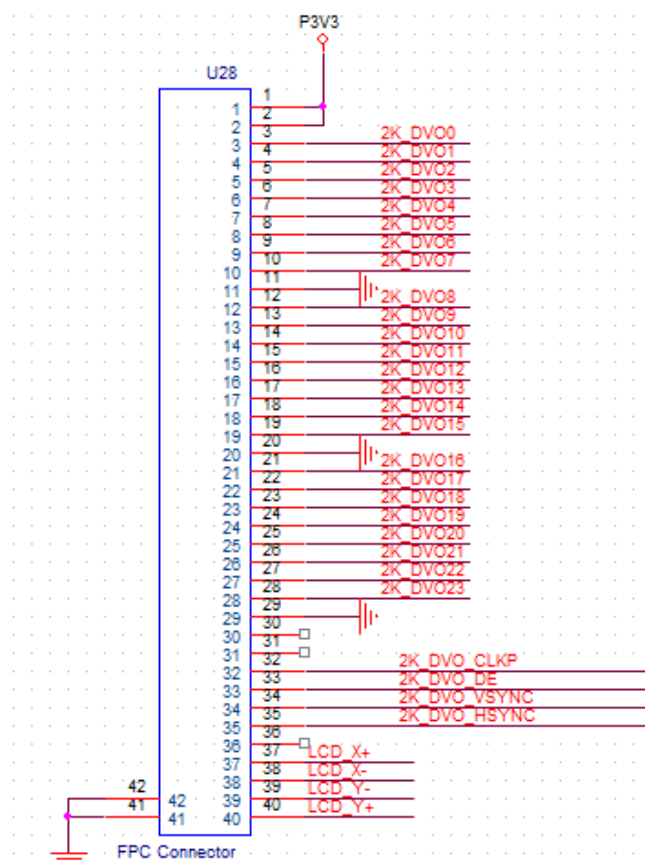 P3V3
U28
1
1
2
2
3 2K_DVO0
3
4 2K_DVO1
4
5 2K_DVO2
5
6 2K_DVO3
6
7 2K_DVO4
7
8 2K_DVO5
8
9 2K_DVO6
9
10 2K_DVO7
10
11
11
12 2K_DVO8
12
13 2K_DVO9
13
14 2K_DVO10
14
15 2K_DVO11
15
16 2K_DVO12
16
17 2K_DVO13
17
18 2K_DVO14
18
19 2K_DVO15
19
20
20
21 2K_DVO16
21
22 2K_DVO17
22
23 2K_DVO18
23
24 2K_DVO19
24
25 2K_DVO20
25
26 2K_DVO21
26
27 2K_DVO22
27
28 2K_DVO23
28
29
29
30
30
31
31
32 2K_DVO_CLKP
32
33 2K_DVO_DE
33
34 2K_DVO_VSYNC
34
35 2K_DVO_HSYNC
35
36
36
37 LCD_X+
37
38 LCD_X-
38
39 LCD_Y-
42
42 39
40 LCD_Y+
41
41 40
FPC Connector